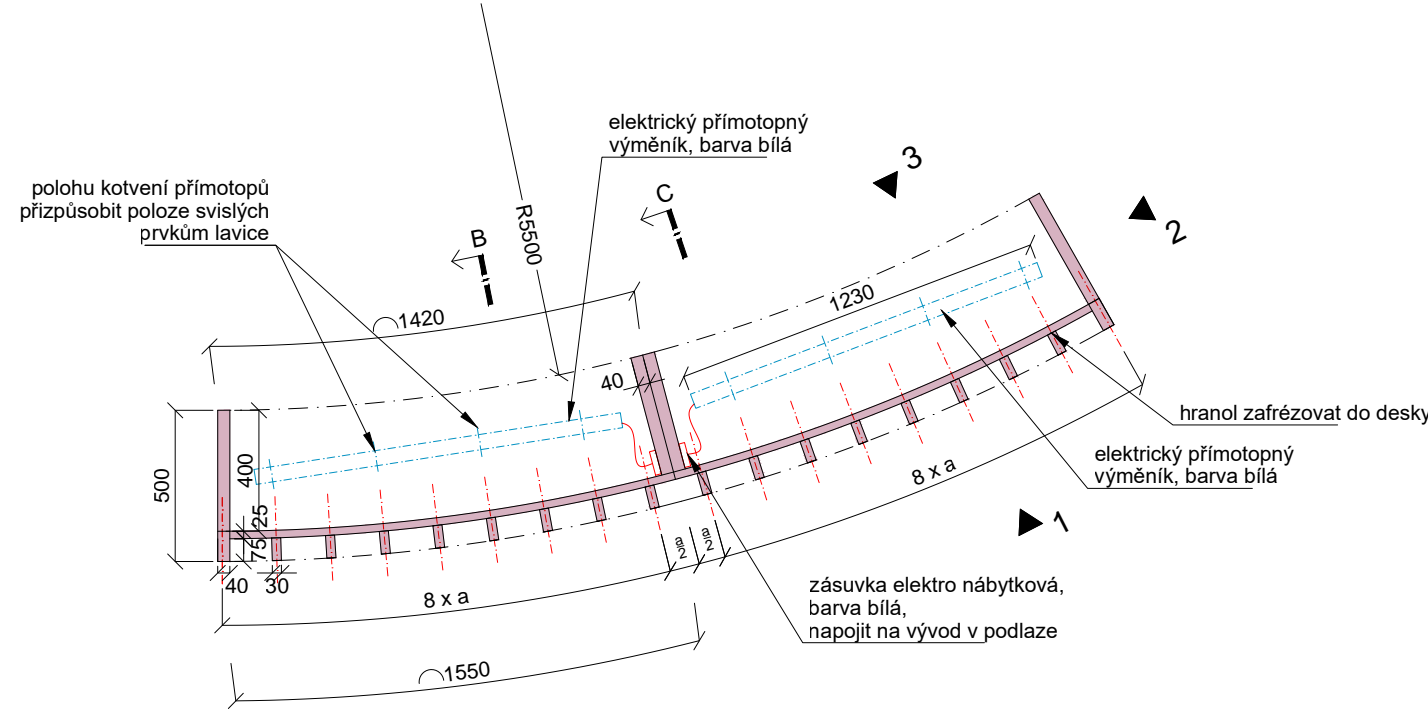 elektrický přímotopný
výměník, barva bílá
polohu kotvení přímotopů
přizpůsobit poloze svislých
prvkům lavice
R5500
B
C
3
2
1420
1230
40
500
400
25
75
40
30
hranol zafrézovat do desky
elektrický přímotopný
výměník, barva bílá
8 x a
1
a/2
a/2
8 x a
zásuvka elektro nábytková,
barva bílá,
napojit na vývod v podlaze
1550